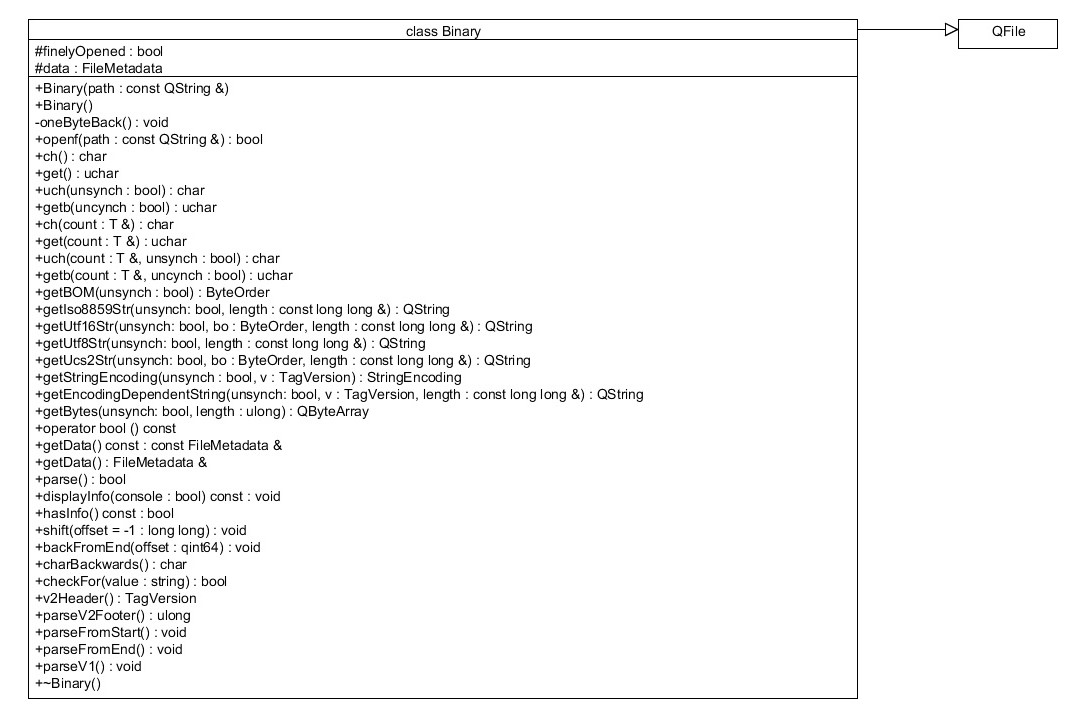 class Binary
QFile
#finelyOpened : bool
#data : FileMetadata
+Binary(path : const QString &)
+Binary()
-oneByteBack() : void
+openf(path : const QString &) : bool
+ch() : char
+get() : uchar
+uch(unsynch : bool) : char
+getb(uncynch : bool) : uchar
+ch(count : T &) : char
+get(count : T &) : uchar
+uch(count : T &, unsynch : bool) : char
+getb(count : T &, uncynch : bool) : uchar
+getBOM(unsynch : bool) : ByteOrder
+getIso8859Str(unsynch: bool, length : const long long &) : QString
+getUtf16Str(unsynch: bool, bo : ByteOrder, length : const long long &) : QString
+getUtf8Str(unsynch: bool, length : const long long &) : QString
+getUcs2Str(unsynch: bool, bo : ByteOrder, length : const long long &) : QString
+getStringEncoding(unsynch : bool, v : TagVersion) : StringEncoding
+getEncodingDependentString(unsynch: bool, v : TagVersion, length : const long long &) : QString
+getBytes(unsynch: bool, length : ulong) : QByteArray
+operator bool () const
+getData() const : const FileMetadata &
+getData() : FileMetadata &
+parse() : bool
+displayInfo(console : bool) const : void
+hasInfo() const : bool
+shift(offset = -1 : long long) : void
+backFromEnd(offset : qint64) : void
+charBackwards() : char
+checkFor(value : string) : bool
+v2Header() : TagVersion
+parseV2Footer() : ulong
+parseFromStart() : void
+parseFromEnd() : void
+parseV1() : void
+~Binary()